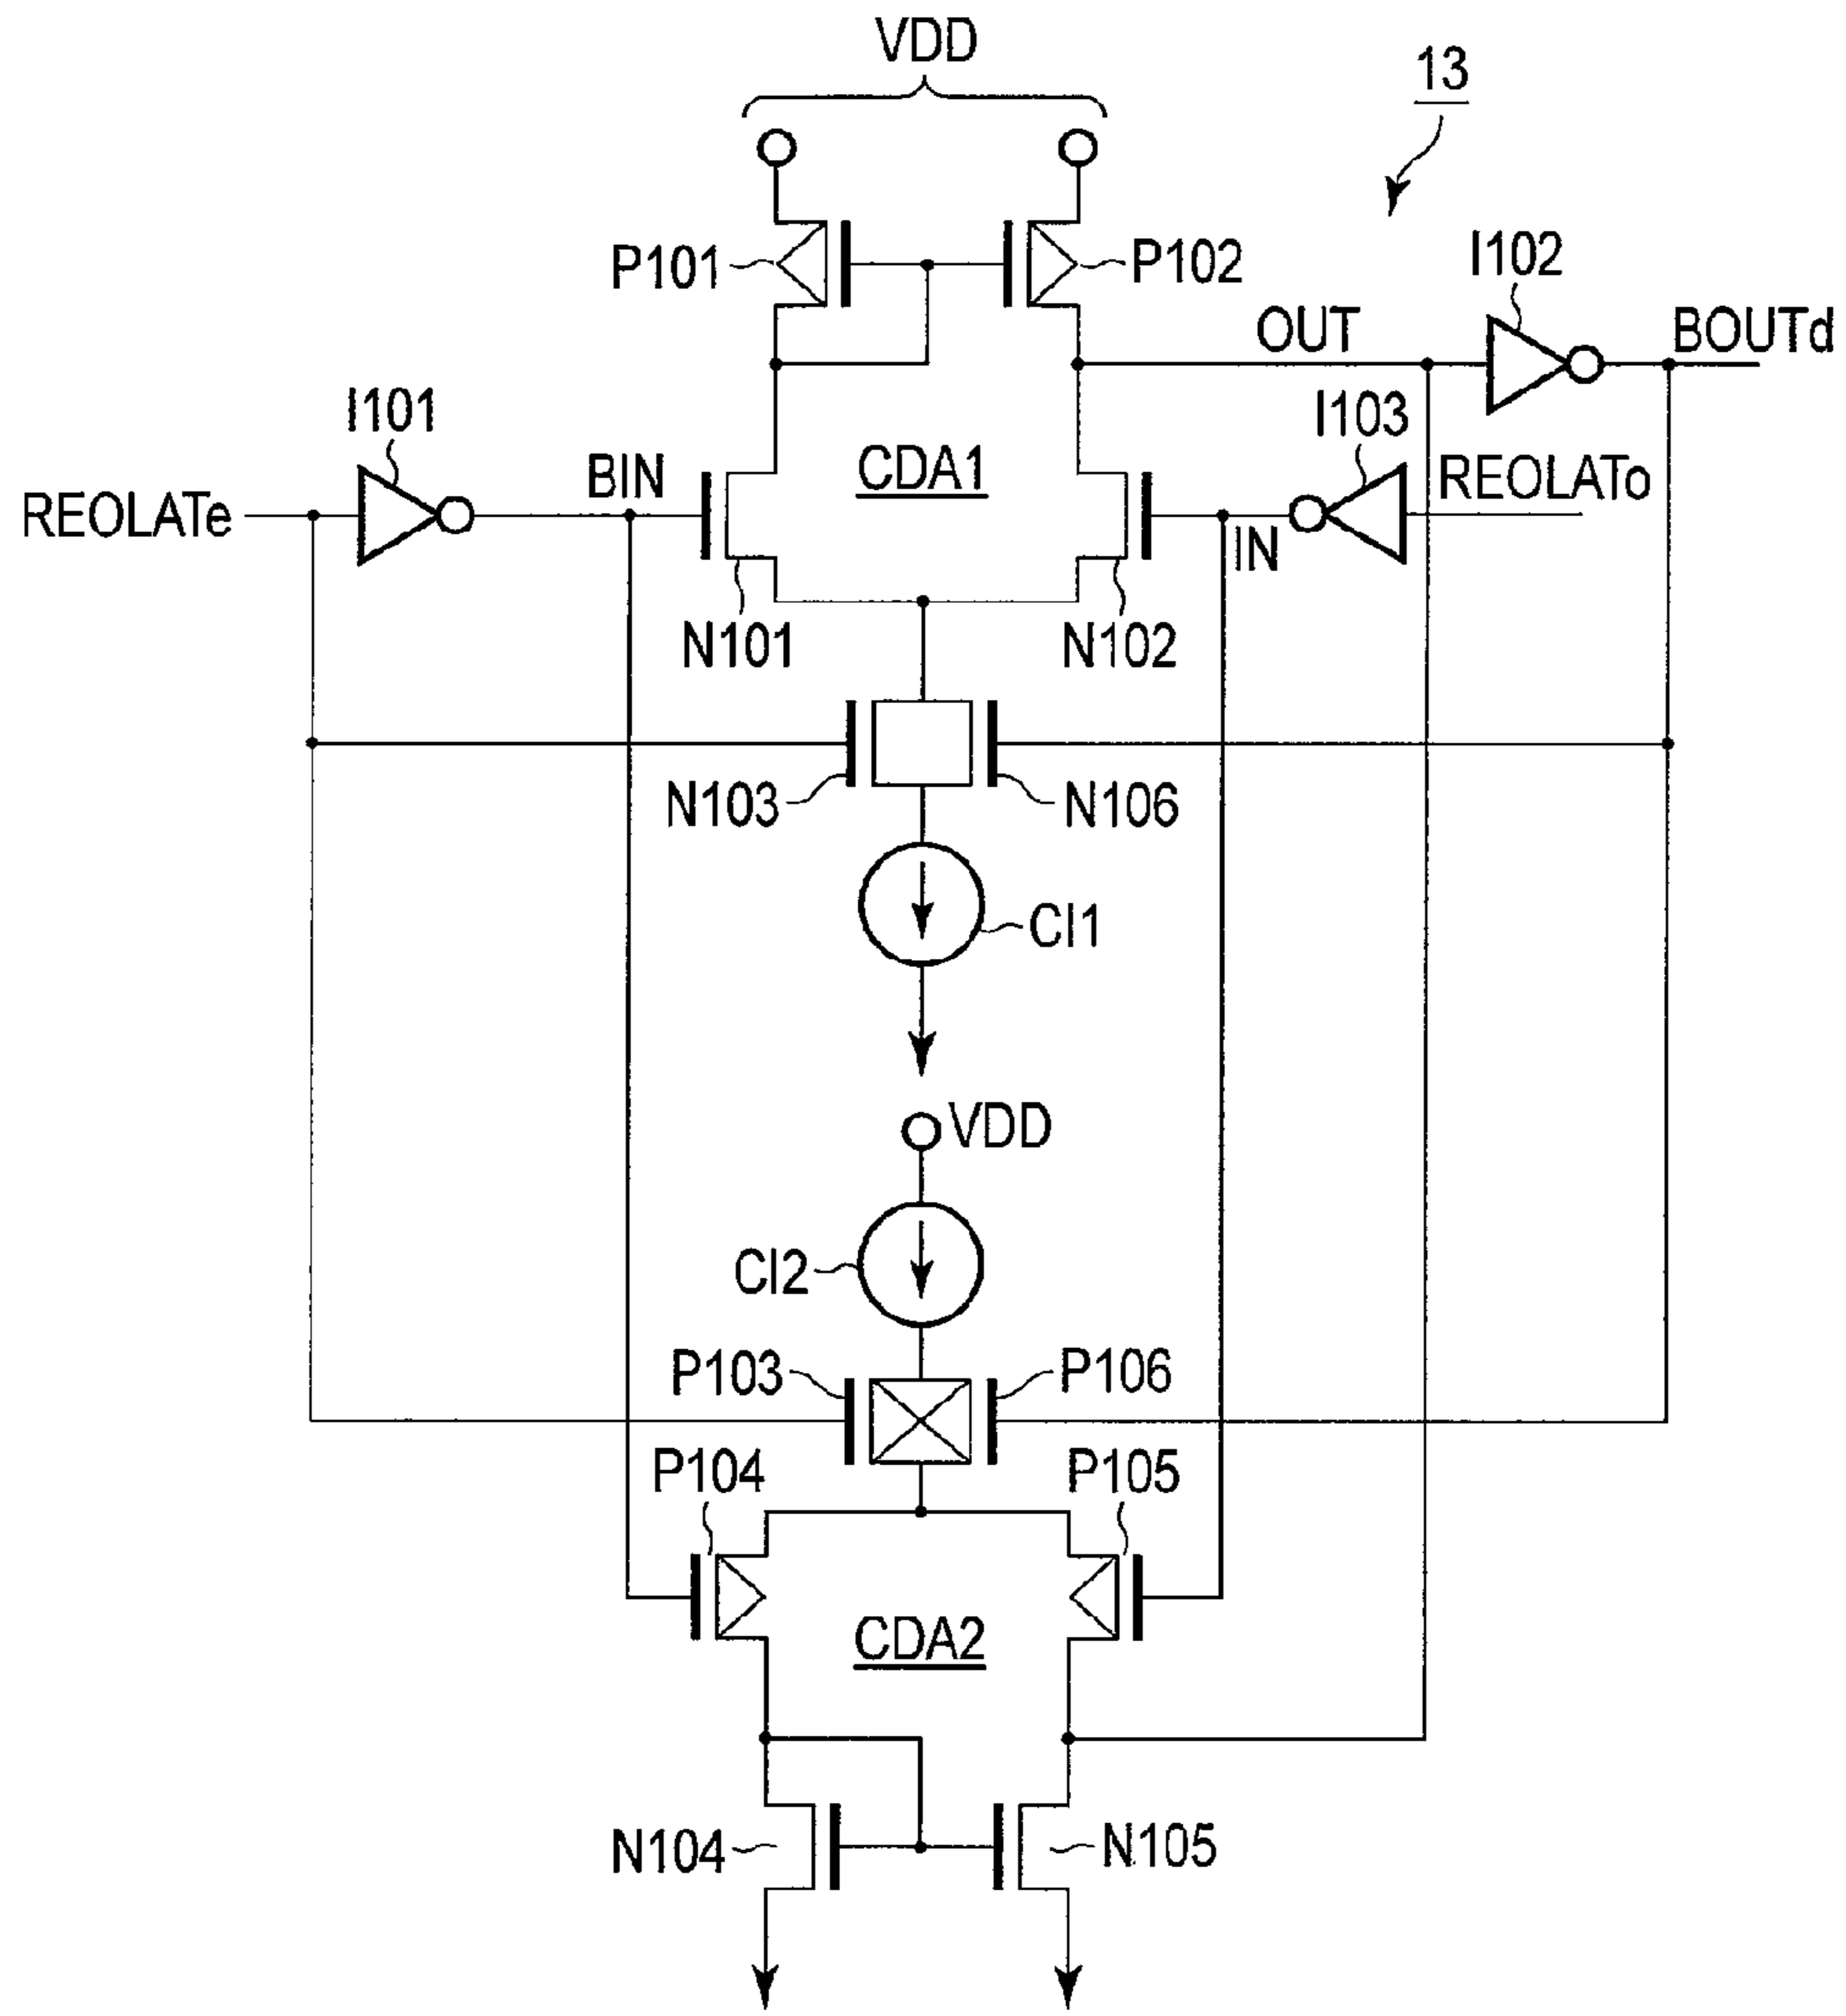 VDD
13
P101
P102
I102
OUT
BOUTd
I101
I103
BIN
CDA1
REOLATo
REOLATe
IN
N101
N102
N103
N106
CI1
VDD
CI2
P103
P106
P104
P105
CDA2
N104
N105